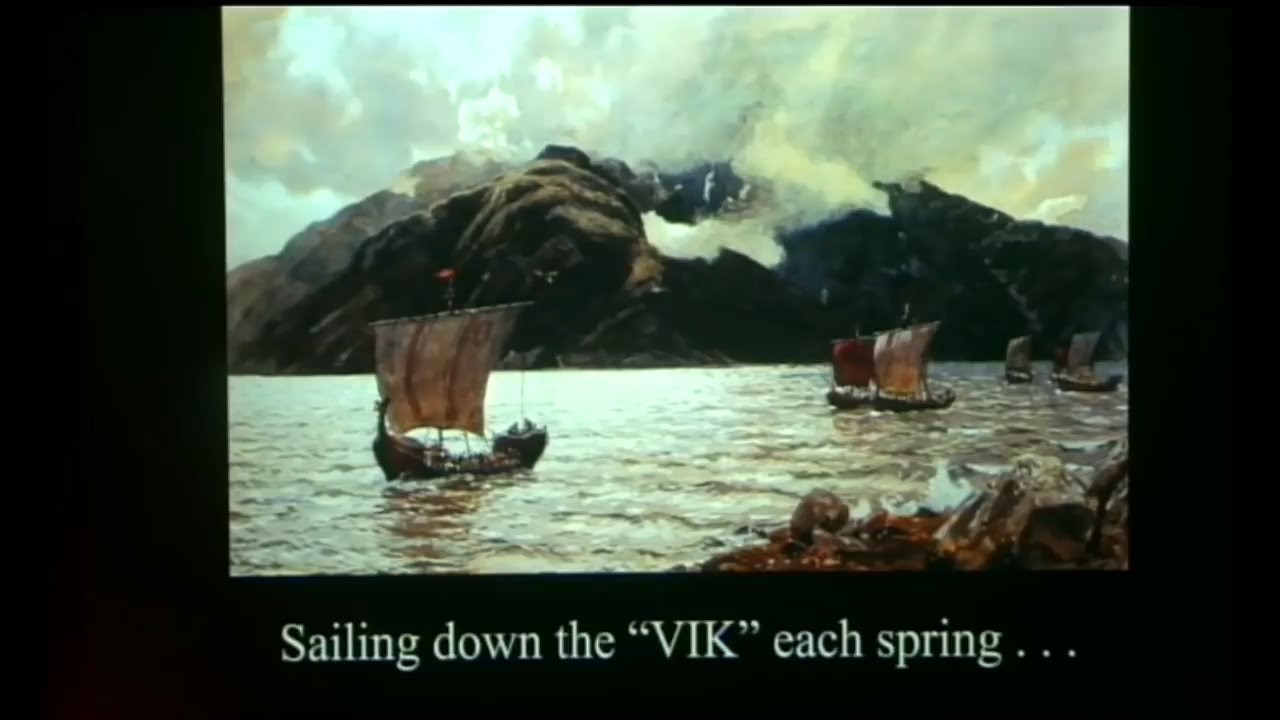 Sailing down the “VIK” each spring . . .